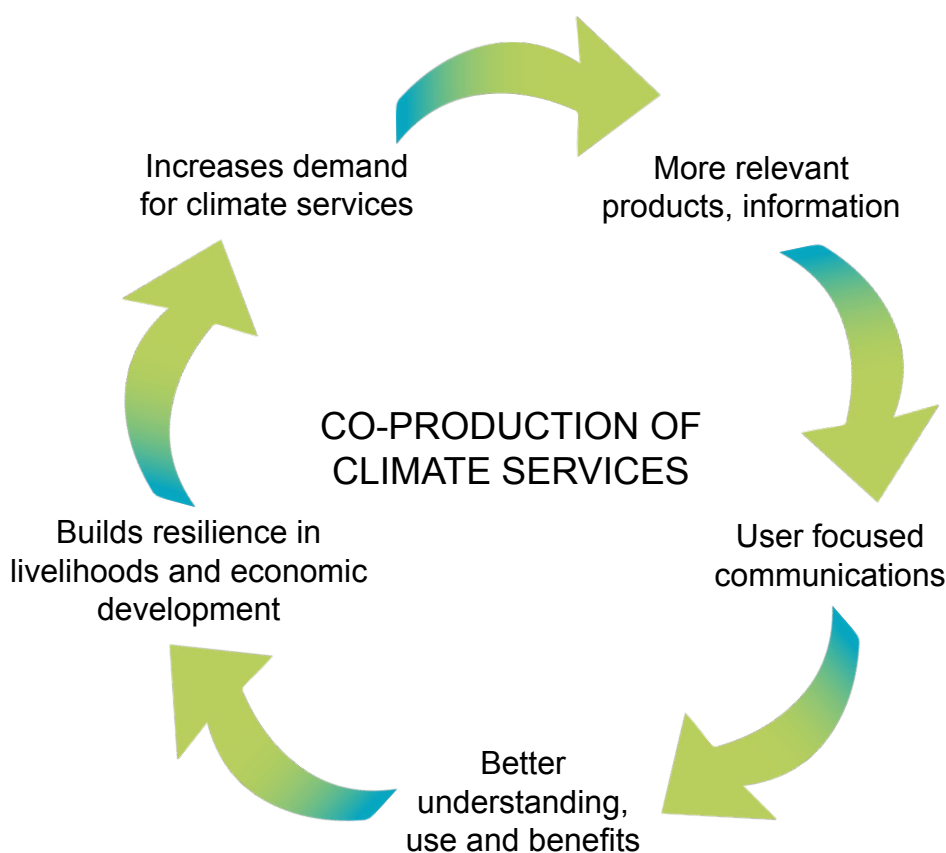 Increases demand
for climate services
More relevant
products, information
CO-PRODUCTION OF
CLIMATE SERVICES
User focused
communications
Better
understanding,
use and benefits
Builds resilience in
livelihoods and economic
development